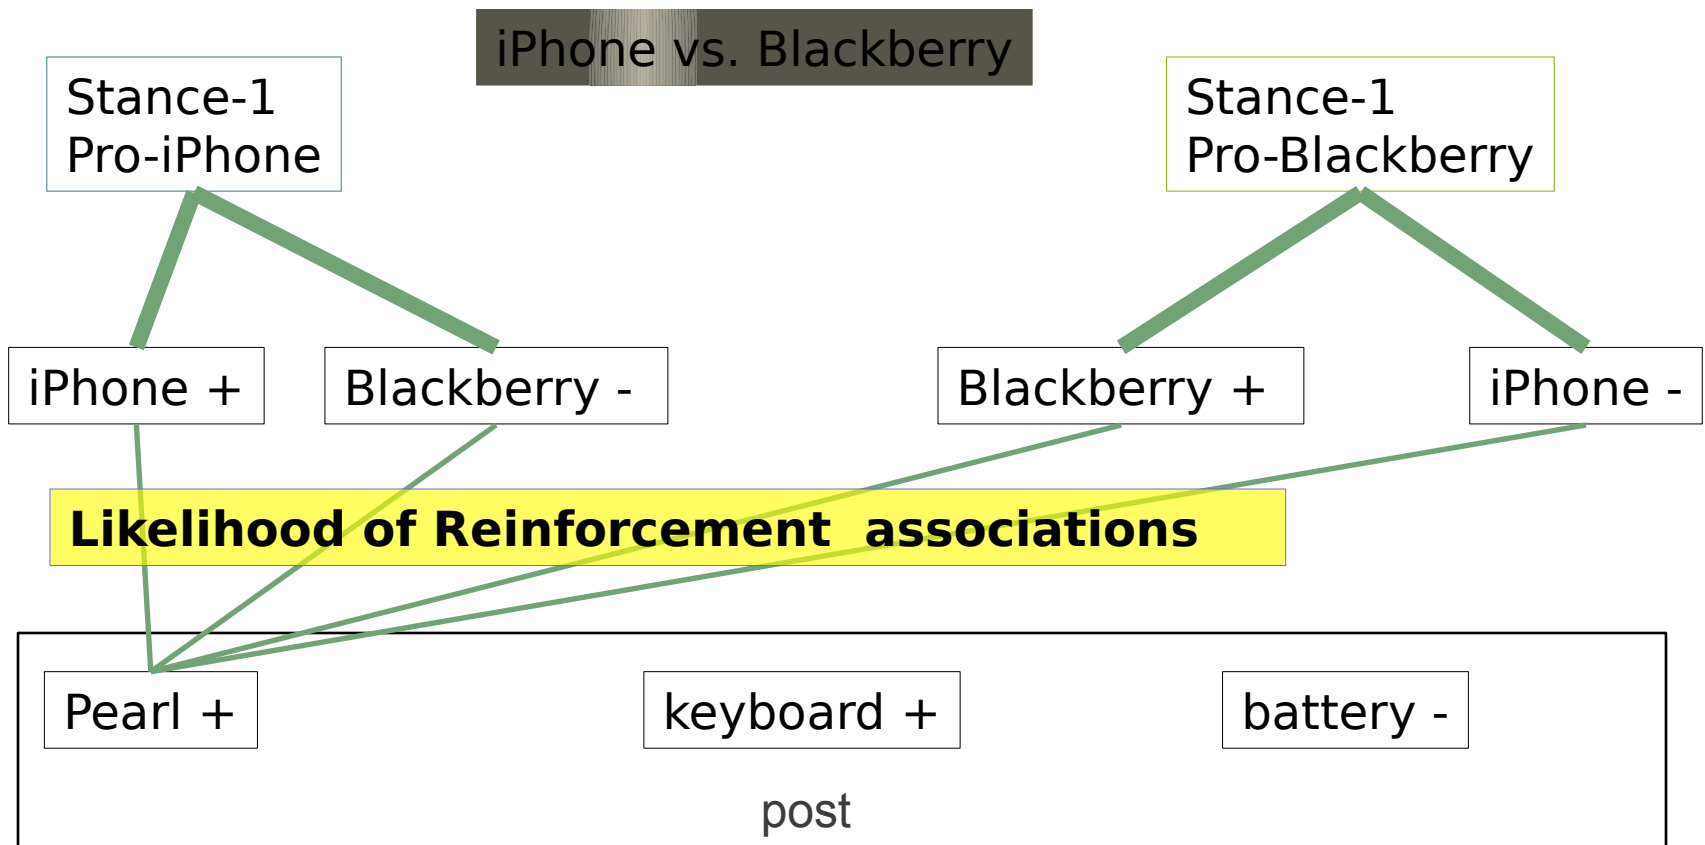 iPhone vs. Blackberry
Stance-1
Pro-iPhone
Stance-1
Pro-Blackberry
iPhone +
Blackberry -
Blackberry +
iPhone -
Likelihood of Reinforcement  associations
Pearl +
keyboard +
battery -
post